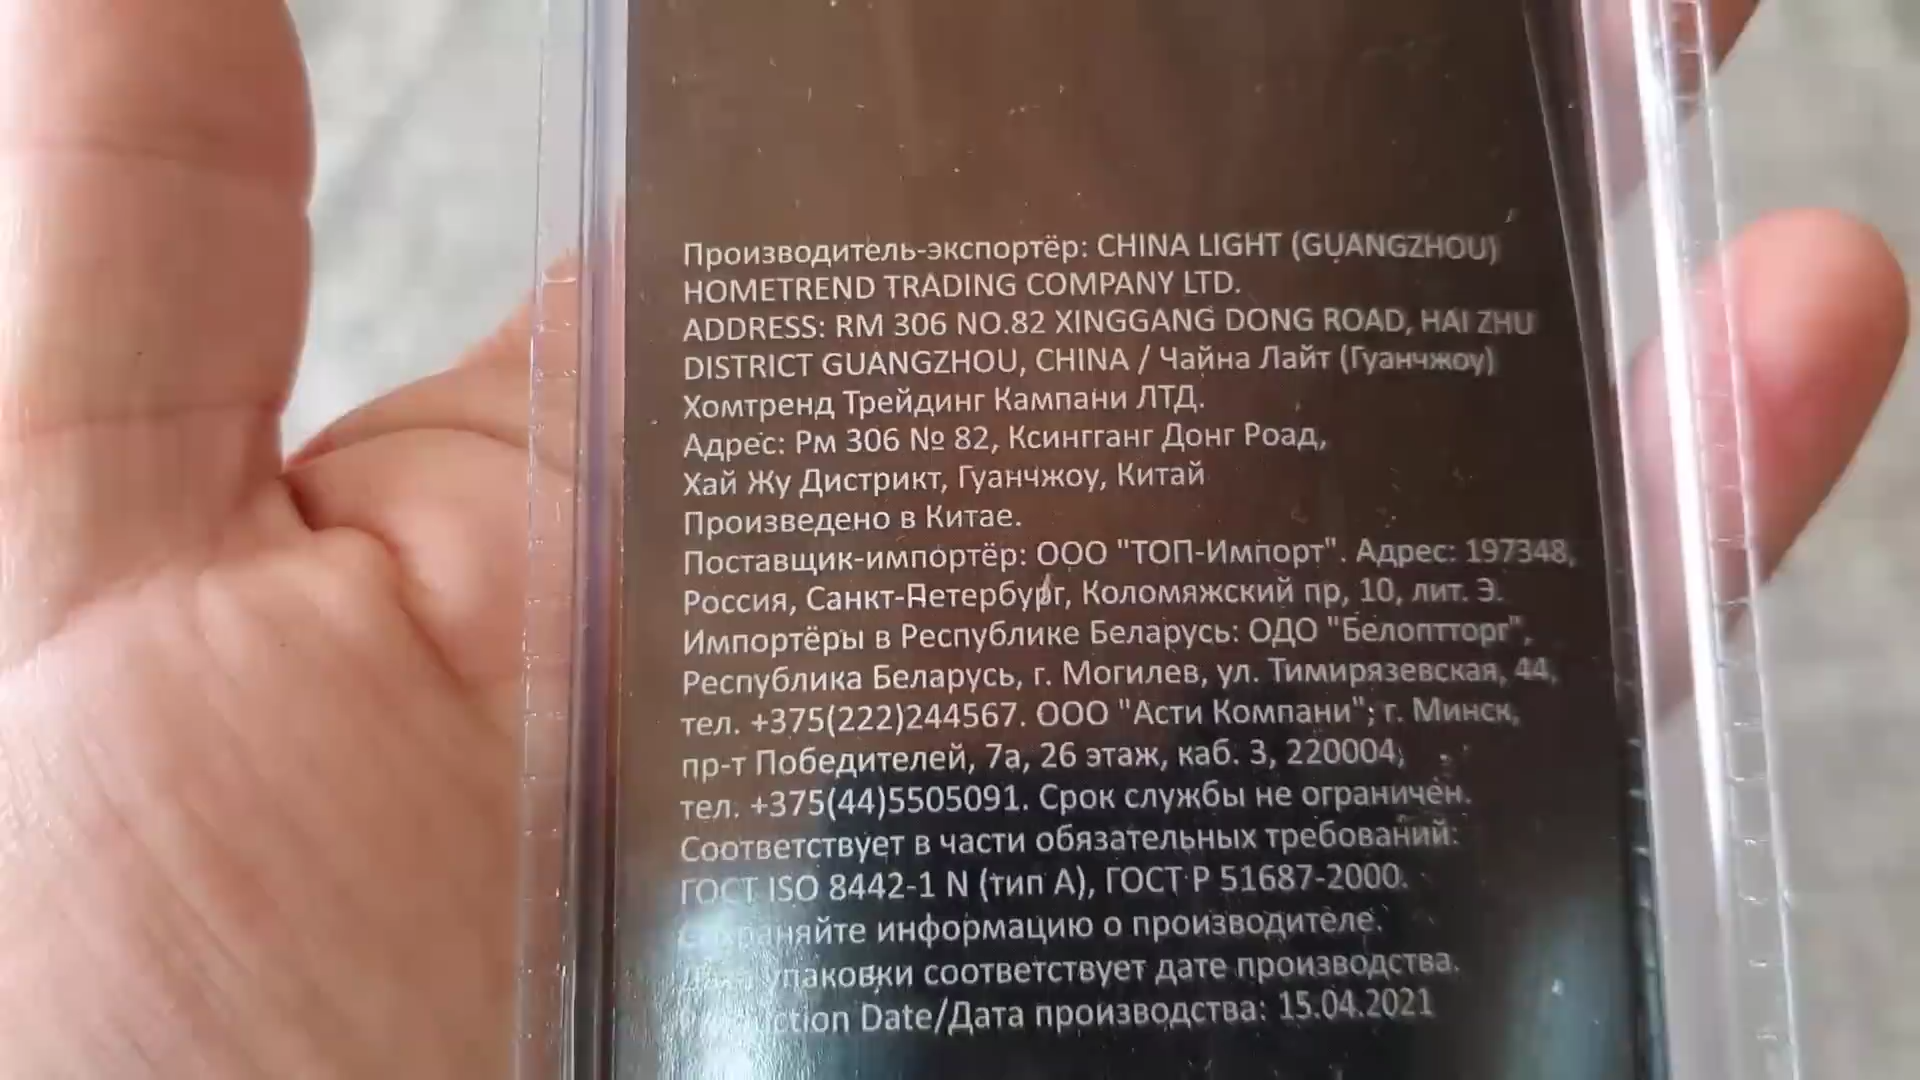 Производитель-экспортёр: CHINA LIGHT (GUANGZHOU)
HOMETREND TRADING COMPANY LTD.
ADDRESS: RM 306 NO.82 XINGGANG DONG ROAD, HAI ZHU
DISTRICT GUANGZHOU, CHINA / Чайна Лайт (Гуанчжоу)
Хомтренд Трейдинг Кампани ЛТД.
Адрес: Рм 306 № 82, Ксингганг Донг Роад,
Хай Жу Дистрикт, Гуанчжоу, Китай
Произведено в Китае.
Поставщик-импортёр: ООО "ТОП-Импорт". Адрес: 197348,
Россия, Санкт-Петербург, Коломяжский пр, 10, лит. Э.
Импортёры в Республике Беларусь: ОДО "Белоптторг",
Республика Беларусь, г. Могилев, ул. Тимирязевская, 44,
тел. +375(222)244567. ООО "Асти Компани"; г. Минск,
пр-т Победителей, 7а, 26 этаж, каб. 3, 220004,
тел. +375(44)5505091. Срок службы не ограничен.
Соответствует в части обязательных требований:
ГОСТ ISO 8442-1 N (тип А), ГОСТ Р 51687-2000.
Сохраняйте информацию о производителе.
Дата упаковки соответствует дате производства.
Production Date/Дата производства: 15.04.2021